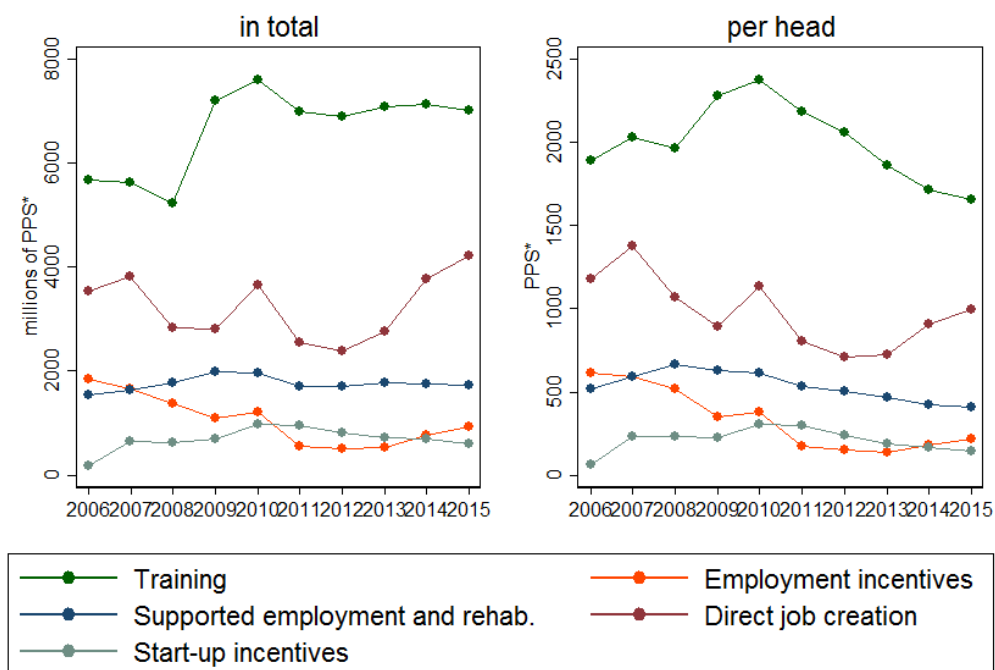 in total
per head
millions of PPS*
8000
6000
4000
2000
0
2006 2007 2008 2009 2010 2011 2012 2013 2014 2015
PPS*
2500
2000
1500
1000
500
0
2006 2007 2008 2009 2010 2011 2012 2013 2014 2015
Training
Employment incentives
Supported employment and rehab.
Direct job creation
Start-up incentives